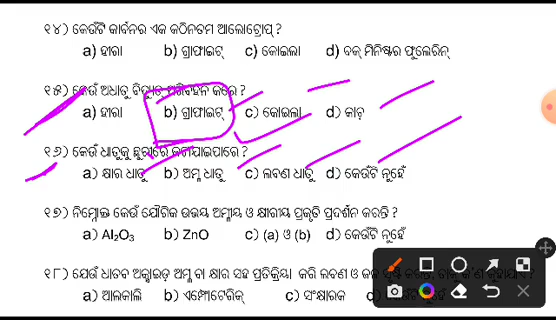 ୧୪) କେଉଁଟି କାର୍ବନର ଏକ କଠିନତମ ଆଲୋଟ୍ରୋପ୍ ?
a) ହୀରା b) ଗ୍ରାଫାଇଟ୍ c) କୋଇଲା d) ବକ୍ ମିନିଷ୍ଟର ଫୁଲେରିନ୍
୧୫) କେଉଁ ଅଧାତୁ ବିଦ୍ୟୁତ୍ ପରିବହନ କରେ ?
a) ହୀରା b) ଗ୍ରାଫାଇଟ୍ c) କୋଇଲା d) କାଚ୍
୧୬) କେଉଁ ଧାତୁକୁ ଛୁରୀରେ କଟାଯାଇପାରେ ?
a) କ୍ଷାର ଧାତୁ b) ଅମ୍ଳ ଧାତୁ c) ଲବଣ ଧାତୁ d) କେଉଁଟି ନୁହେଁ
୧୭) ନିମ୍ନୋକ୍ତ କେଉଁ ଯୌଗିକ ଉଭୟ ଅମ୍ଳୀୟ ଓ କ୍ଷାରୀୟ ପ୍ରକୃତି ପ୍ରଦର୍ଶନ କରନ୍ତି ?
a) Al₂O₃ b) ZnO c) (a) ଓ (b) d) କେଉଁଟି ନୁହେଁ
୧୮) ଯେଉଁ ଧାତବ ଅକ୍ସାଇଡ୍ ଅମ୍ଳ ବା କ୍ଷାର ସହ ପ୍ରତିକ୍ରିୟା କରି ଲବଣ ଓ
a) ଆଲକାଲି b) ଏମ୍ଫୋଟେରିକ୍ c) ସଂକ୍ଷାରକ